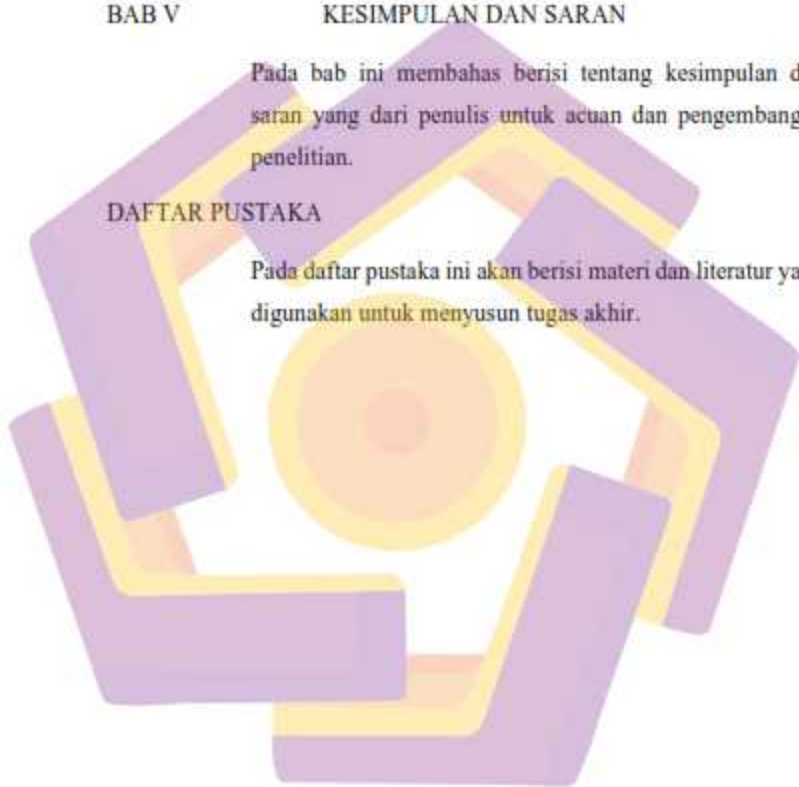 BAB V KESIMPULAN DAN SARAN
Pada bab ini membahas berisi tentang kesimpulan d
saran yang dari penulis untuk acuan dan pengembang
penelitian.
DAFTAR PUSTAKA
Pada daftar pustaka ini akan berisi materi dan literatur ya
digunakan untuk menyusun tugas akhir.